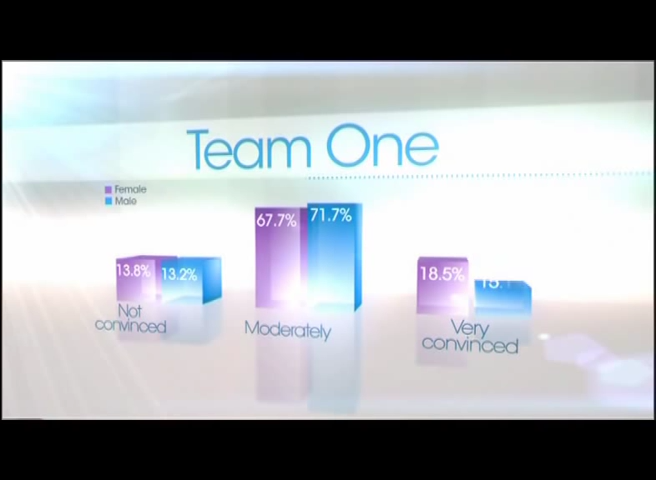 Team One
Female
Male
67.7% 71.7%
13.8% 13.2%
18.5%
Not
convinced
Moderately
Very
convinced